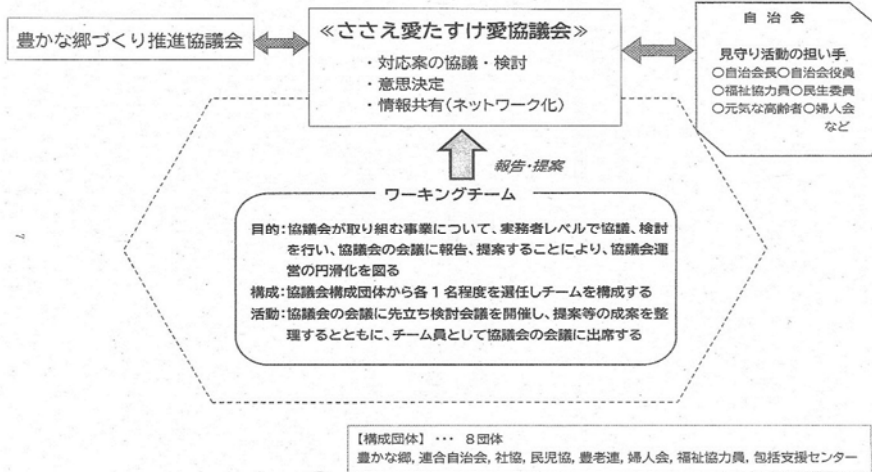 豊かな郷づくり推進協議会
≪ささえ愛たすけ愛協議会≫
・対応案の協議・検討
・意思決定
・情報共有(ネットワーク化)
自治会
見守り活動の担い手
○自治会長○自治会役員
○福祉協力員○民生委員
○元気な高齢者○婦人会
など
報告・提案
ワーキングチーム
目的:協議会が取り組む事業について、実務者レベルで協議、検討
を行い、協議会の会議に報告、提案することにより、協議会運
営の円滑化を図る
構成:協議会構成団体から各1名程度を選任しチームを構成する
活動:協議会の会議に先立ち検討会議を開催し、提案等の成案を整
理するとともに、チーム員として協議会の会議に出席する
7
【構成団体】 ・・・ 8団体
豊かな郷, 連合自治会, 社協, 民児協, 豊老連, 婦人会, 福祉協力員, 包括支援センター